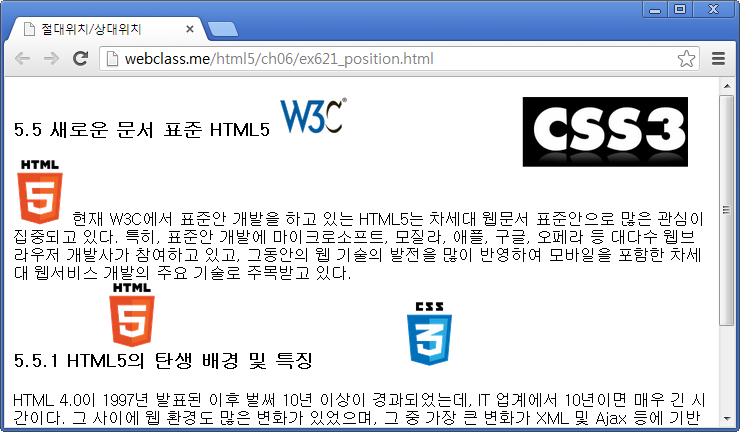 절대위치/상대위치
webclass.me/html5/ch06/ex621_position.html
5.5 새로운 문서 표준 HTML5 W3C®
CSS3
HTML
5
현재 W3C에서 표준안 개발을 하고 있는 HTML5는 차세대 웹문서 표준안으로 많은 관심이
집중되고 있다. 특히, 표준안 개발에 마이크로소프트, 모질라, 애플, 구글, 오페라 등 대다수 웹브
라우저 개발사가 참여하고 있고, 그동안의 웹 기술의 발전을 많이 반영하여 모바일을 포함한 차세
대 웹서비스 개발의 주요 기술로 주목받고 있다.
HTML
5
CSS
3
5.5.1 HTML5의 탄생 배경 및 특징
HTML 4.0이 1997년 발표된 이후 벌써 10년 이상이 경과되었는데, IT 업계에서 10년이면 매우 긴 시
간이다. 그 사이에 웹 환경도 많은 변화가 있었으며, 그 중 가장 큰 변화가 XML 및 Ajax 등에 기반